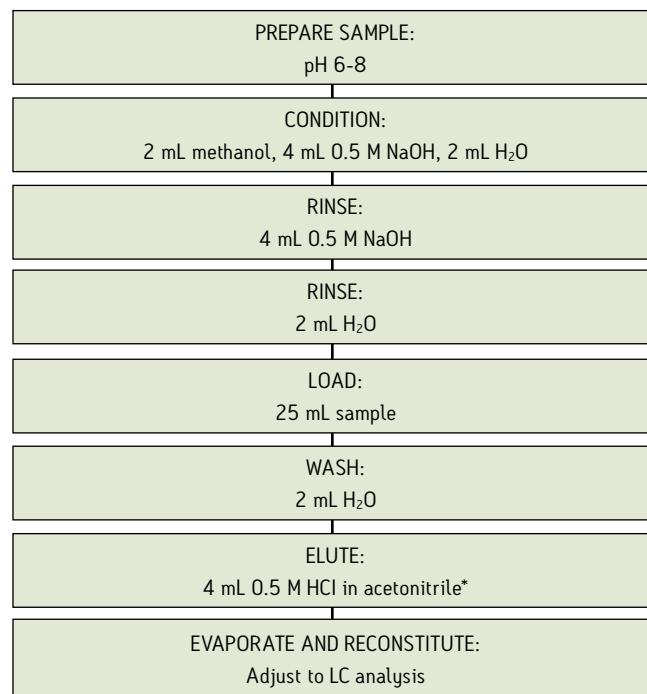 PREPARE SAMPLE:
pH 6-8
CONDITION:
2 mL methanol, 4 mL 0.5 M NaOH, 2 mL H₂O
RINSE:
4 mL 0.5 M NaOH
RINSE:
2 mL H₂O
LOAD:
25 mL sample
WASH:
2 mL H₂O
ELUTE:
4 mL 0.5 M HCl in acetonitrile*
EVAPORATE AND RECONSTITUTE:
Adjust to LC analysis